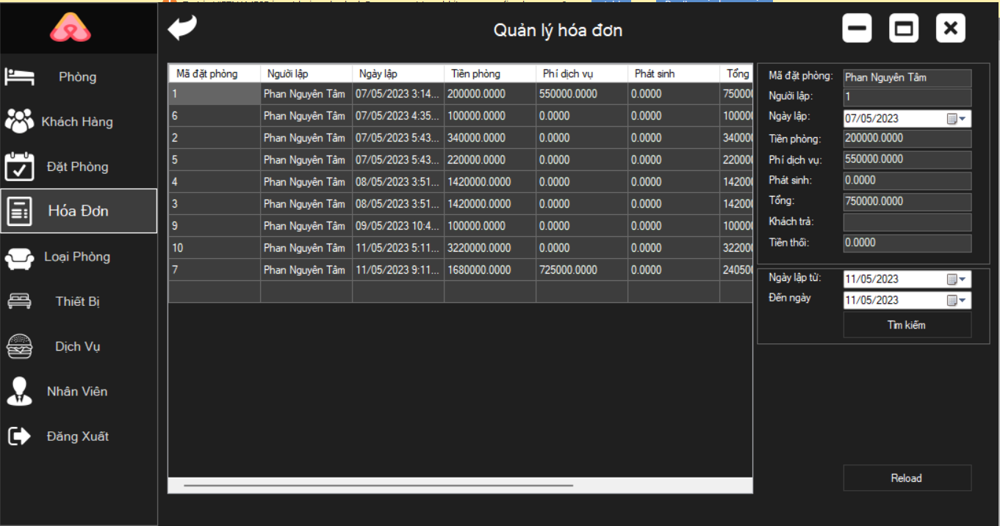 Quản lý hóa đơn
Phòng
Khách Hàng
Đặt Phòng
Hóa Đơn
Loại Phòng
Thiết Bị
Dịch Vụ
Nhân Viên
Đăng Xuất
Mã đặt phòng Người lập Ngày lập Tiền phòng Phí dịch vụ Phát sinh Tổng
1 Phan Nguyên Tâm 07/05/2023 3:14... 200000.0000 550000.0000 0.0000 75000
6 Phan Nguyên Tâm 07/05/2023 4:35... 100000.0000 0.0000 0.0000 10000
2 Phan Nguyên Tâm 07/05/2023 5:43... 340000.0000 0.0000 0.0000 34000
5 Phan Nguyên Tâm 07/05/2023 5:43... 220000.0000 0.0000 0.0000 22000
4 Phan Nguyên Tâm 08/05/2023 3:51... 1420000.0000 0.0000 0.0000 14200
3 Phan Nguyên Tâm 08/05/2023 3:51... 1420000.0000 0.0000 0.0000 14200
9 Phan Nguyên Tâm 09/05/2023 10:4... 100000.0000 0.0000 0.0000 10000
10 Phan Nguyên Tâm 11/05/2023 5:11... 3220000.0000 0.0000 0.0000 32200
7 Phan Nguyên Tâm 11/05/2023 9:11... 1680000.0000 725000.0000 0.0000 24050
Mã đặt phòng: Phan Nguyên Tâm
Người lập: 1
Ngày lập: 07/05/2023
Tiền phòng: 200000.0000
Phí dịch vụ: 550000.0000
Phát sinh: 0.0000
Tổng: 750000.0000
Khách trả:
Tiền thối: 0.0000
Ngày lập từ: 11/05/2023
Đến ngày 11/05/2023
Tìm kiếm
Reload